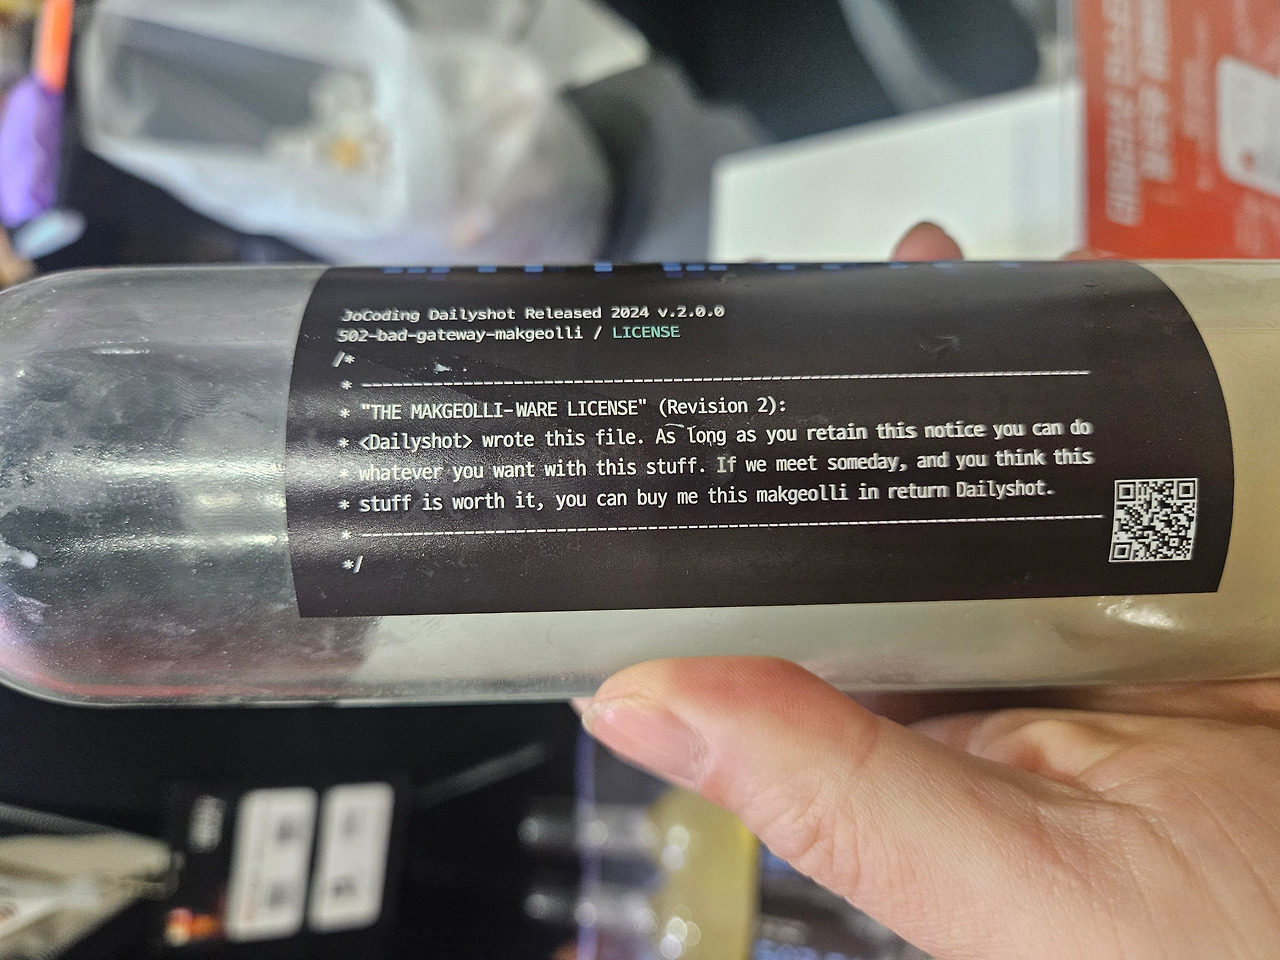 JoCoding Dailyshot Released 2024 v.2.0.0
502-bad-gateway-makgeolli / LICENSE
/*
* ------------------------------------------------------------------------
* "THE MAKGEOLLI-WARE LICENSE" (Revision 2):
* <Dailyshot> wrote this file. As long as you retain this notice you can do
* whatever you want with this stuff. If we meet someday, and you think this
* stuff is worth it, you can buy me this makgeolli in return Dailyshot.
* ------------------------------------------------------------------------
*/